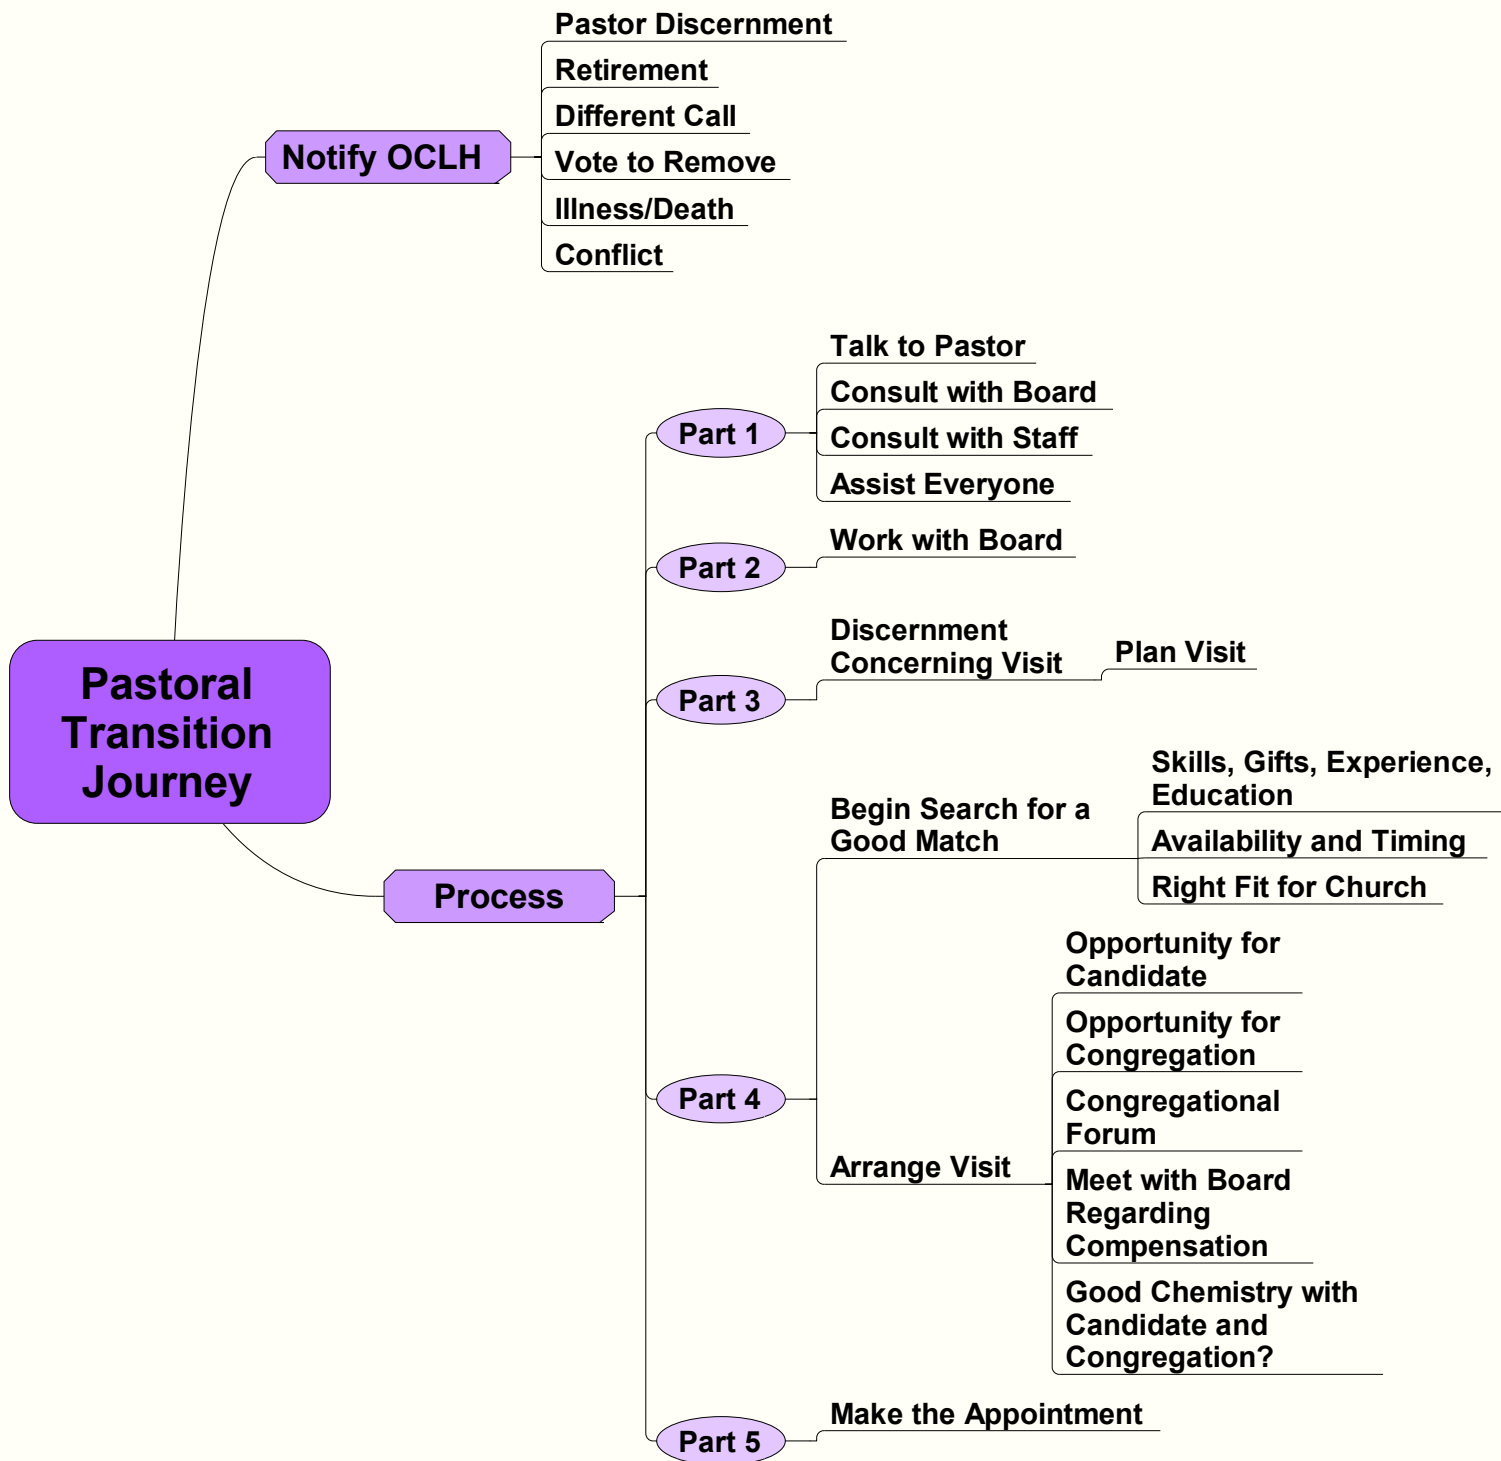 Pastoral
Transition
Journey
Notify OCLH
Pastor Discernment
Retirement
Different Call
Vote to Remove
Illness/Death
Conflict
Process
Part 1
Talk to Pastor
Consult with Board
Consult with Staff
Assist Everyone
Part 2
Work with Board
Part 3
Discernment
Concerning Visit
Plan Visit
Part 4
Begin Search for a
Good Match
Skills, Gifts, Experience,
Education
Availability and Timing
Right Fit for Church
Arrange Visit
Opportunity for
Candidate
Opportunity for
Congregation
Congregational
Forum
Meet with Board
Regarding
Compensation
Good Chemistry with
Candidate and
Congregation?
Part 5
Make the Appointment